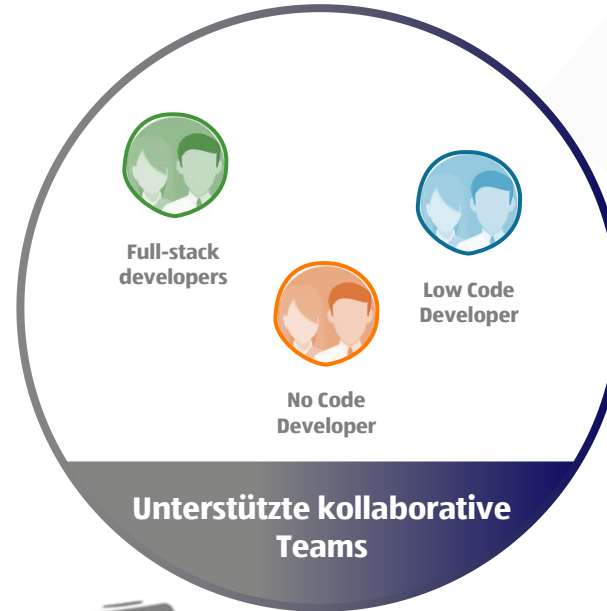 Full-stack
developers
Low Code
Developer
No Code
Developer
Unterstützte kollaborative
Teams